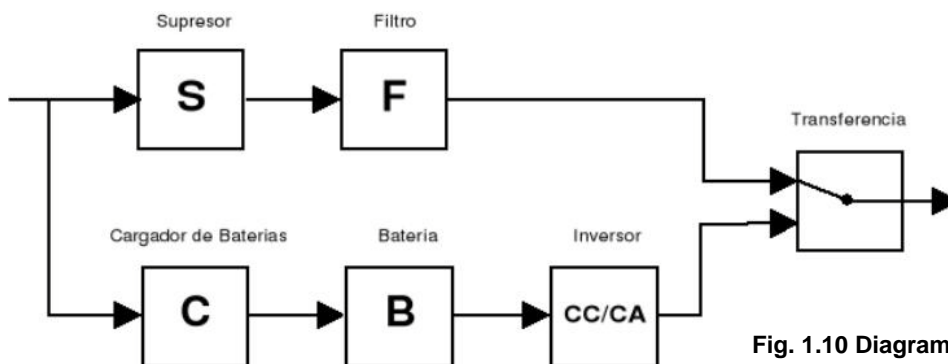 Supresor
Filtro
S
F
Transferencia
Cargador de Baterías
Batería
Inversor
C
B
CC/CA
Fig. 1.10 Diagram